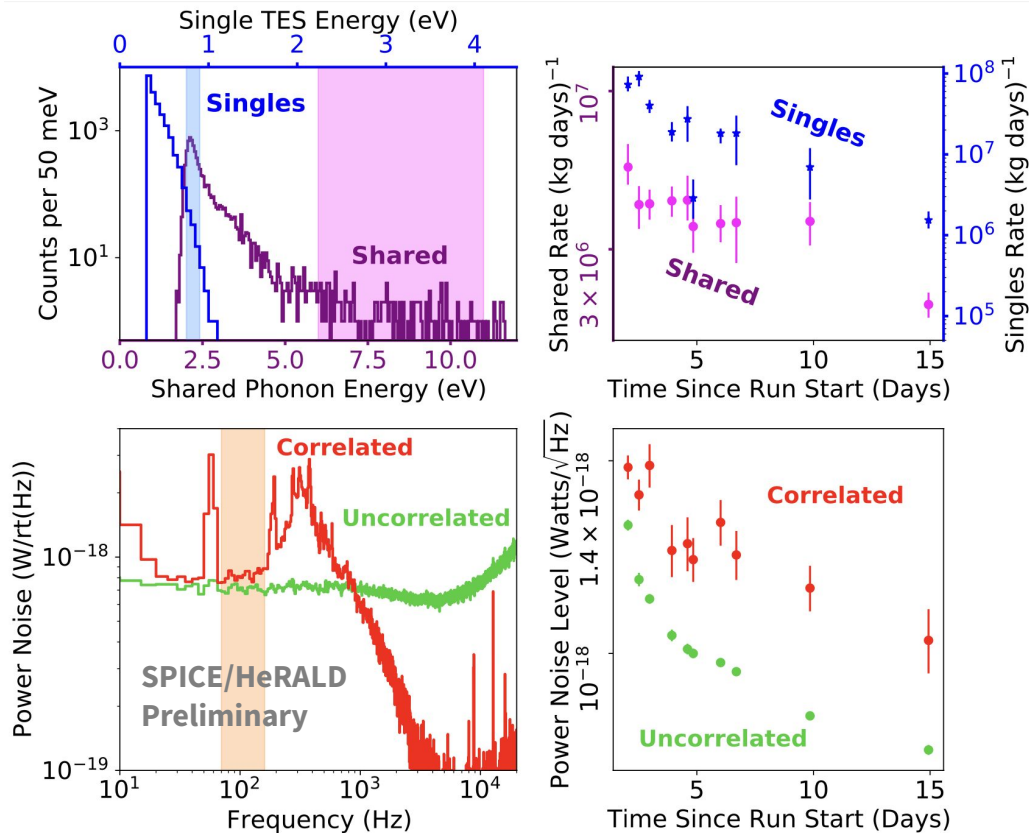 Single TES Energy (eV)
0 1 2 3 4
Counts per 50 meV
10³
10¹
Singles
Shared
0.0 2.5 5.0 7.5 10.0
Shared Phonon Energy (eV)
Shared Rate (kg days)⁻¹
10⁷
3 × 10⁶
Singles
Shared
10⁸
10⁷
10⁶
10⁵
Singles Rate (kg days)⁻¹
5 10 15
Time Since Run Start (Days)
Power Noise (W/rt(Hz))
10⁻¹⁸
10⁻¹⁹
Correlated
Uncorrelated
SPICE/HeRALD
Preliminary
10¹ 10² 10³ 10⁴
Frequency (Hz)
Power Noise Level (Watts/√Hz)
1.4 × 10⁻¹⁸
10⁻¹⁸
Correlated
Uncorrelated
5 10 15
Time Since Run Start (Days)